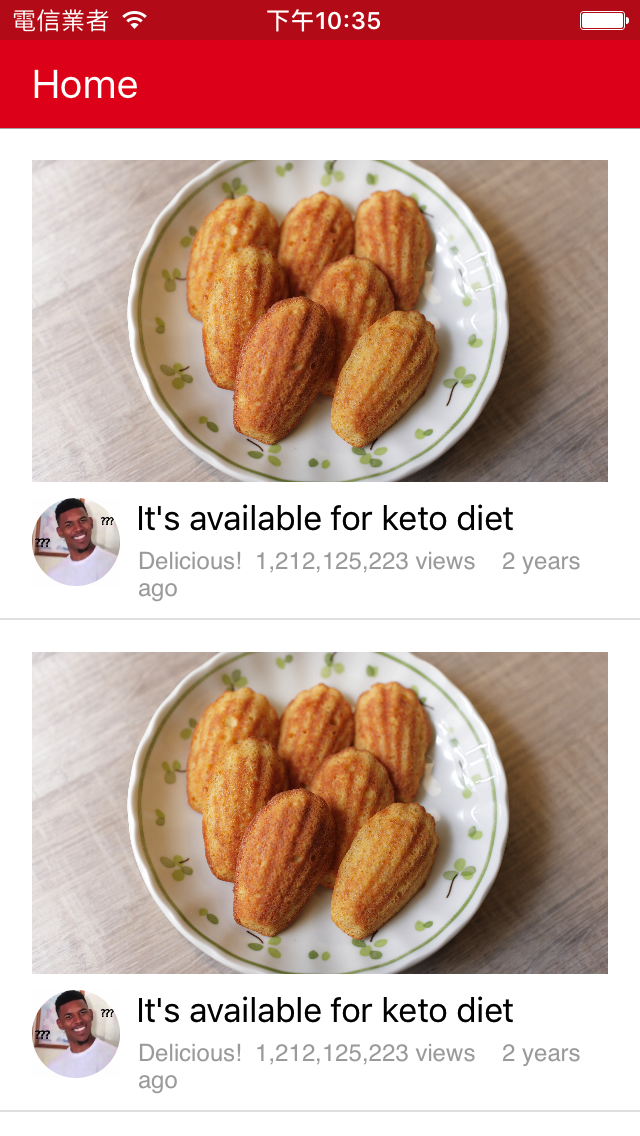 電信業者 下午10:35
Home
It's available for keto diet
??? ???
Delicious! 1,212,125,223 views 2 years
ago
It's available for keto diet
??? ???
Delicious! 1,212,125,223 views 2 years
ago